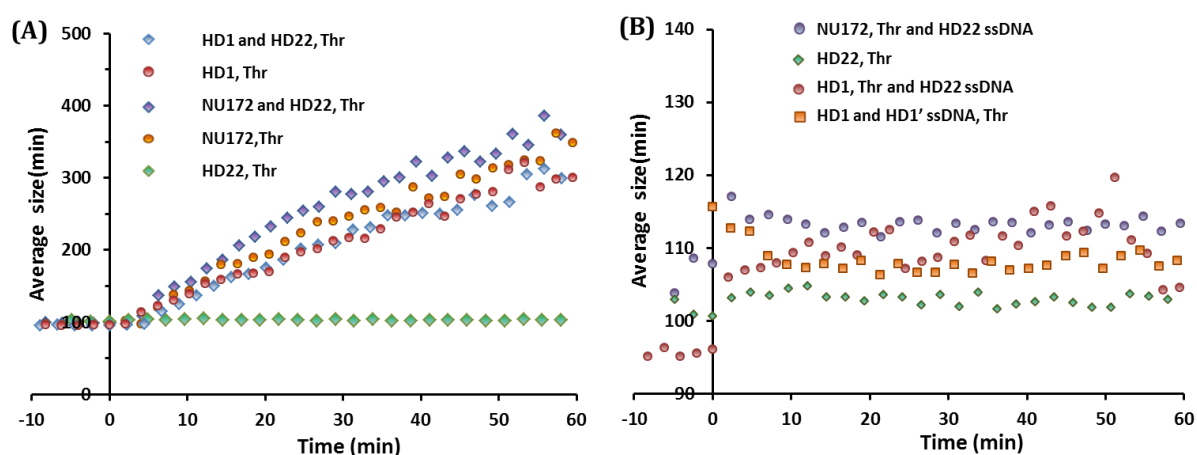 (A)
500
400
300
200
100
0
-10
0
10
20
30
40
50
60
Average size(min)
Time (min)
HD1 and HD22, Thr
HD1, Thr
NU172 and HD22, Thr
NU172,Thr
HD22, Thr
(B)
140
130
120
110
100
90
-10
0
10
20
30
40
50
60
Average size(min)
Time (min)
NU172, Thr and HD22 ssDNA
HD22, Thr
HD1, Thr and HD22 ssDNA
HD1 and HD1’ ssDNA, Thr